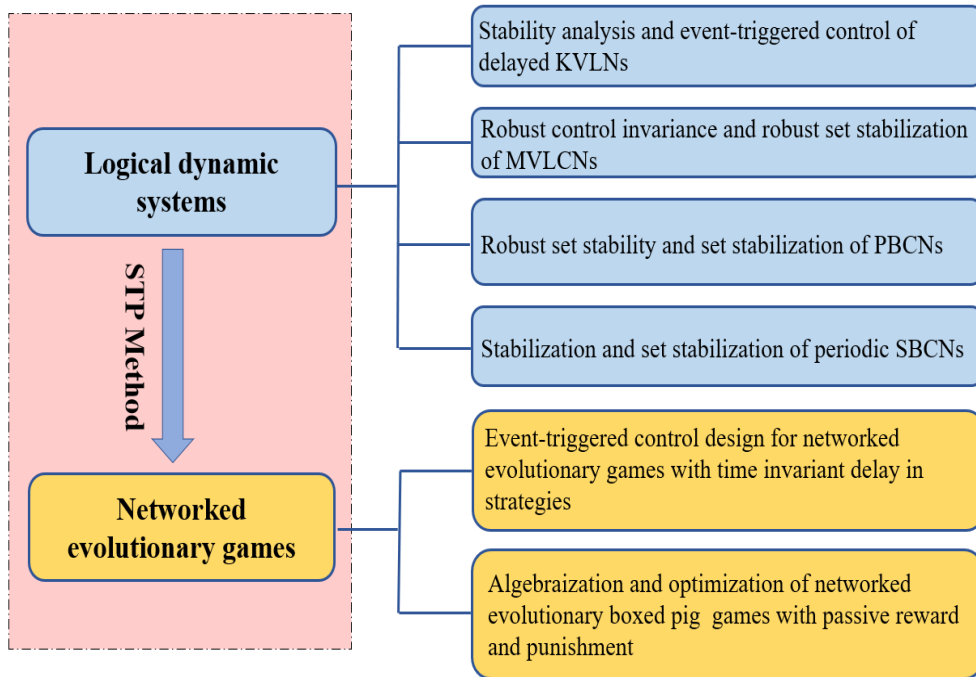 Logical dynamic
systems
STP Method
Networked
evolutionary games
Stability analysis and event-triggered control of
delayed KVLNs
Robust control invariance and robust set stabilization
of MVLCNs
Robust set stability and set stabilization of PBCNs
Stabilization and set stabilization of periodic SBCNs
Event-triggered control design for networked
evolutionary games with time invariant delay in
strategies
Algebraization and optimization of networked
evolutionary boxed pig games with passive reward
and punishment